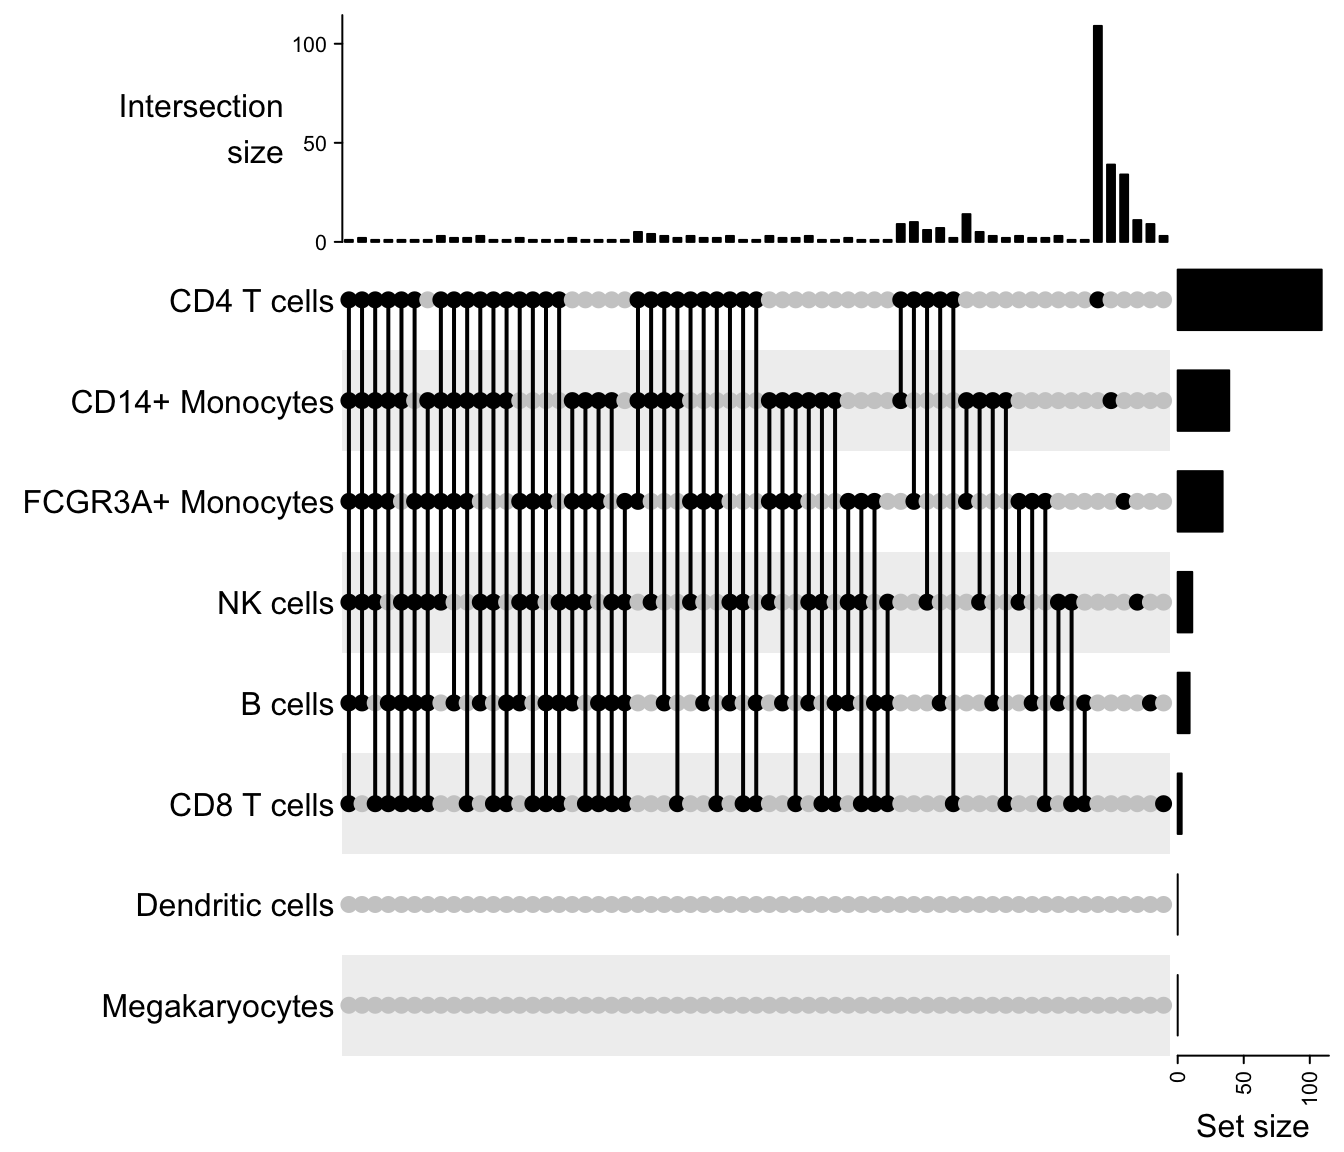 100
Intersection
50
size
0
CD4 T cells
CD14+ Monocytes
FCGR3A+ Monocytes
NK cells
B cells
CD8 T cells
Dendritic cells
Megakaryocytes
0 50 100
Set size